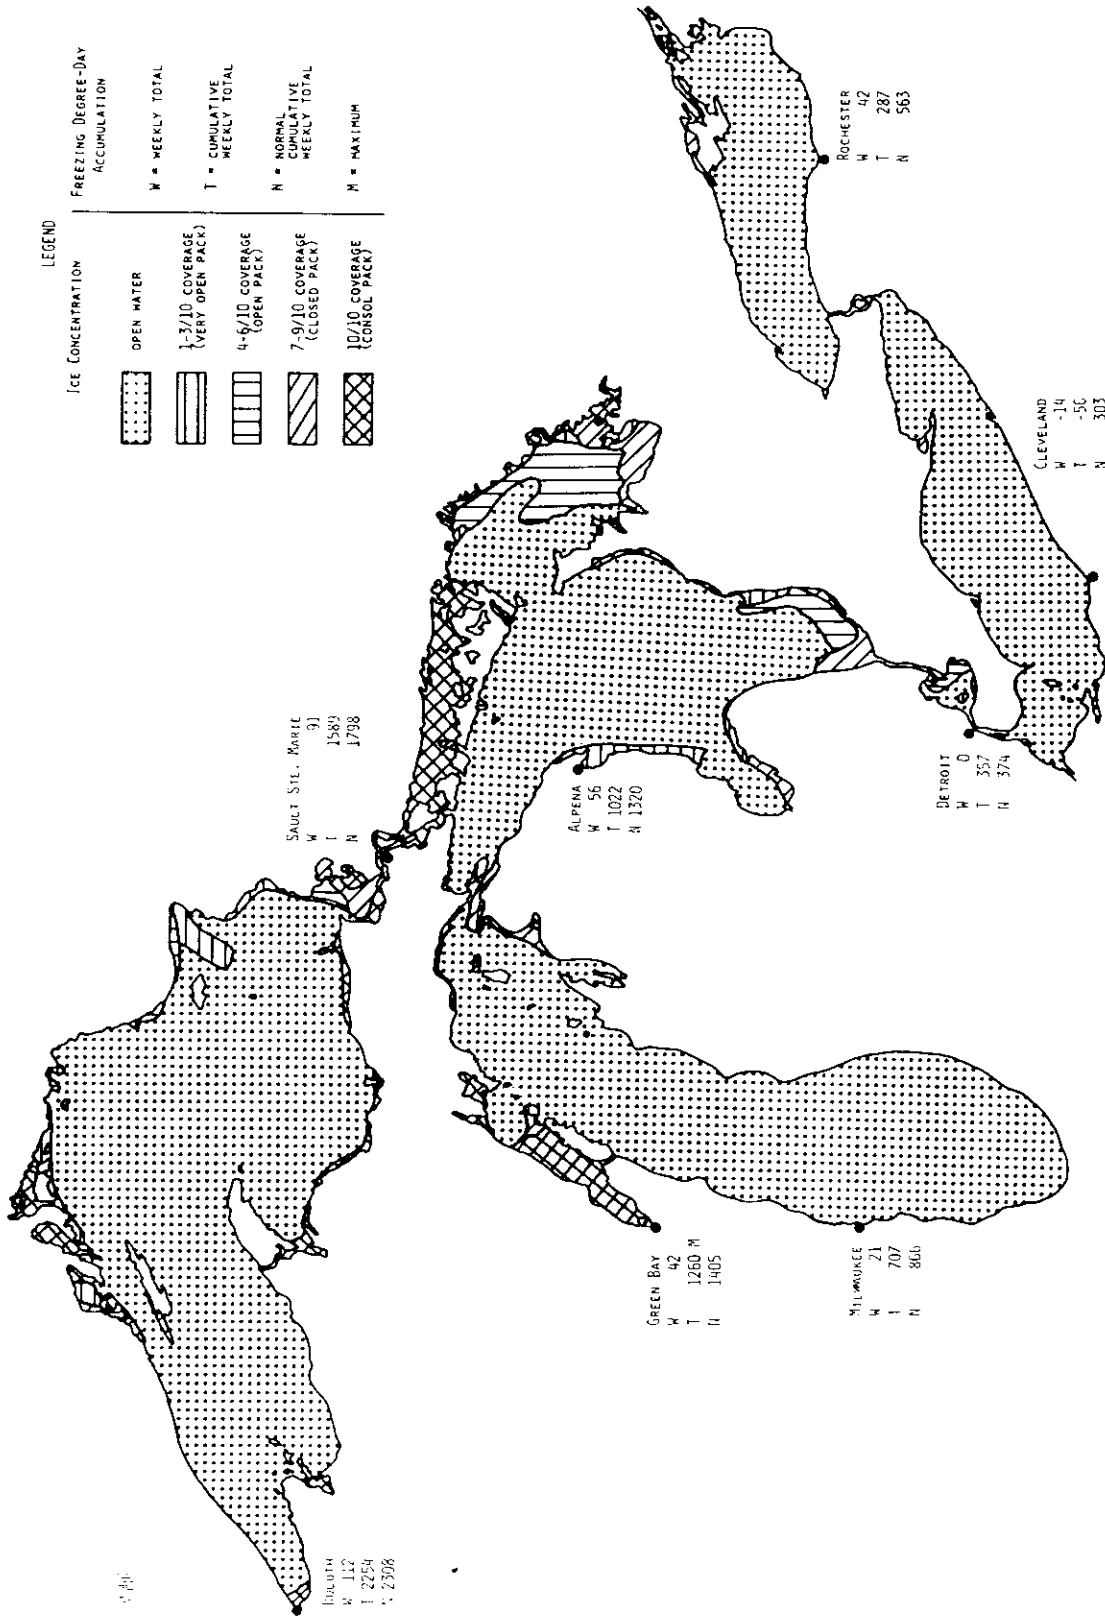 LEGEND
ICE CONCENTRATION
FREEZING DEGREE-DAY
ACCUMULATION
OPEN WATER
1-3/10 COVERAGE
(VERY OPEN PACK)
4-6/10 COVERAGE
(OPEN PACK)
7-9/10 COVERAGE
(CLOSED PACK)
10/10 COVERAGE
(CONSOL PACK)
W = WEEKLY TOTAL
T = CUMULATIVE
WEEKLY TOTAL
N = NORMAL
CUMULATIVE
WEEKLY TOTAL
M = MAXIMUM
DULUTH
W 112
T 2254
N 2308
SAULT STE. MARIE
W 91
T 1589
N 1798
GREEN BAY
W 42
T 1260 M
N 1405
MILWAUKEE
W 21
T 707
N 866
ALPENA
W 56
T 1022
N 1320
DETROIT
W 0
T 357
N 374
CLEVELAND
W -14
T -56
N 303
ROCHESTER
W 42
T 287
N 563